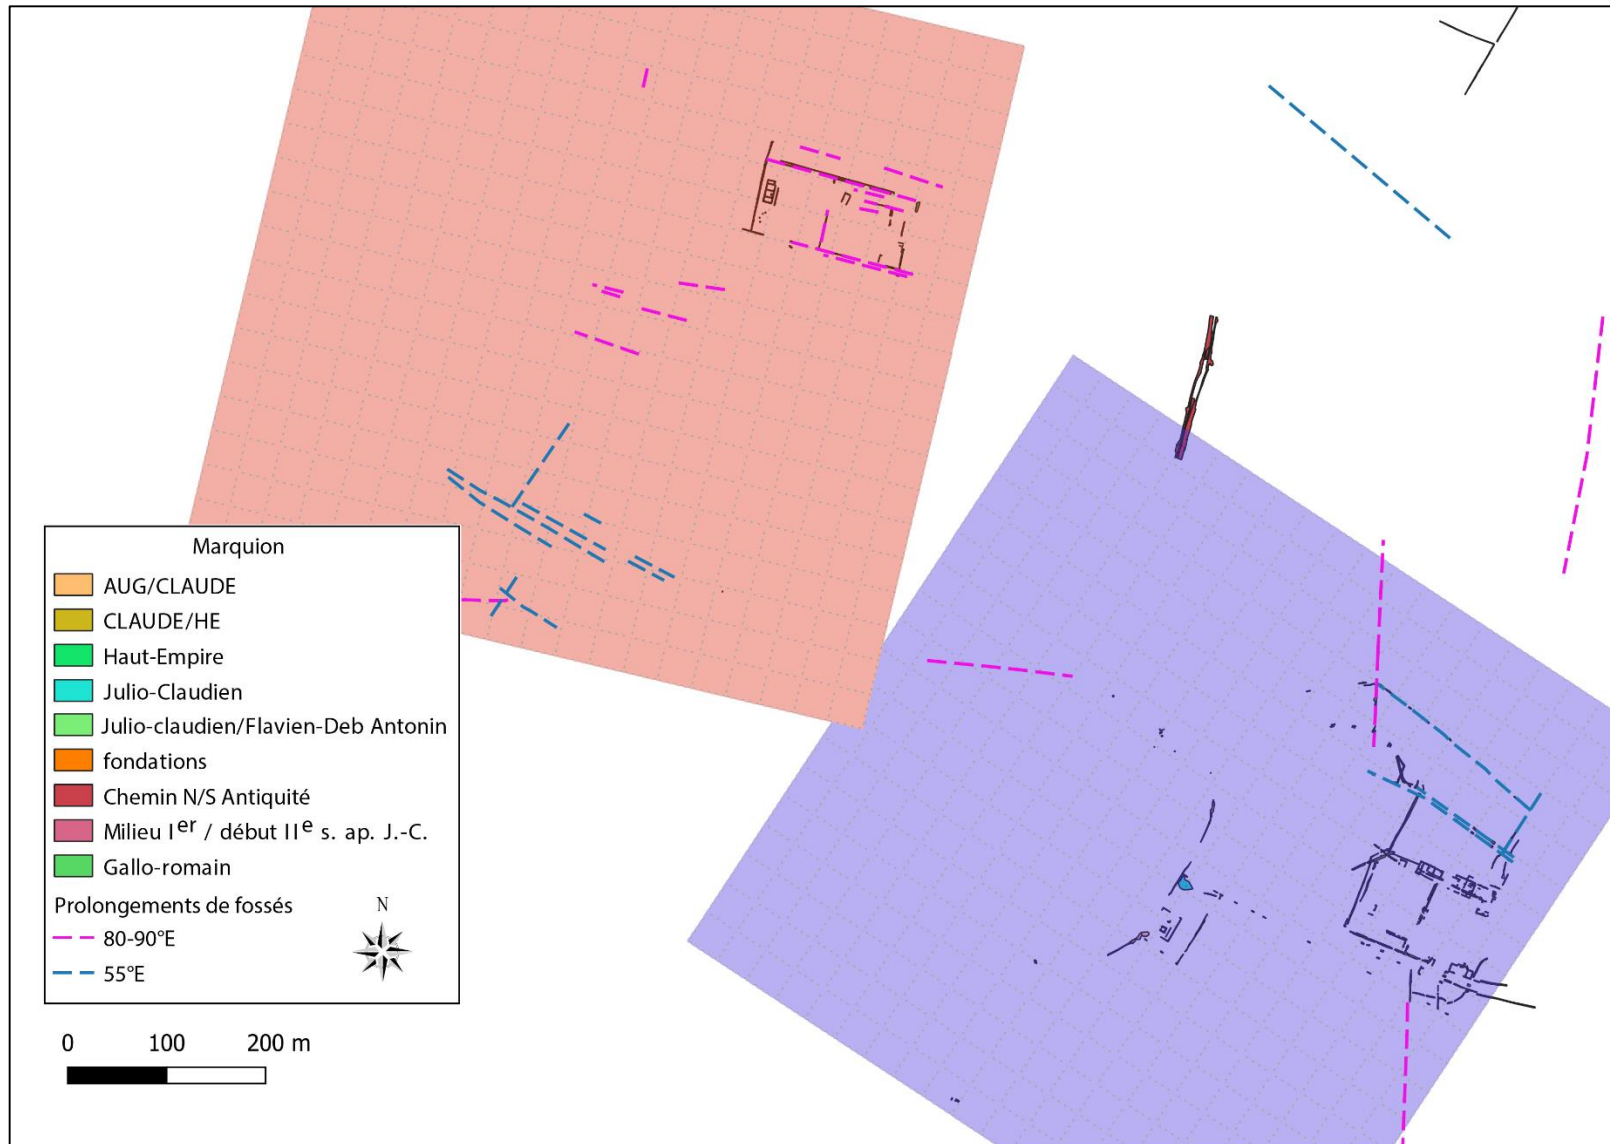 Marquion
AUG/CLAUDE
CLAUDE/HE
Haut-Empire
Julio-Claudien
Julio-claudien/Flavien-Deb Antonin
fondations
Chemin N/S Antiquité
Milieu Ier / début IIe s. ap. J.-C.
Gallo-romain
Prolongements de fossés
N
80-90°E
55°E
0 100 200 m